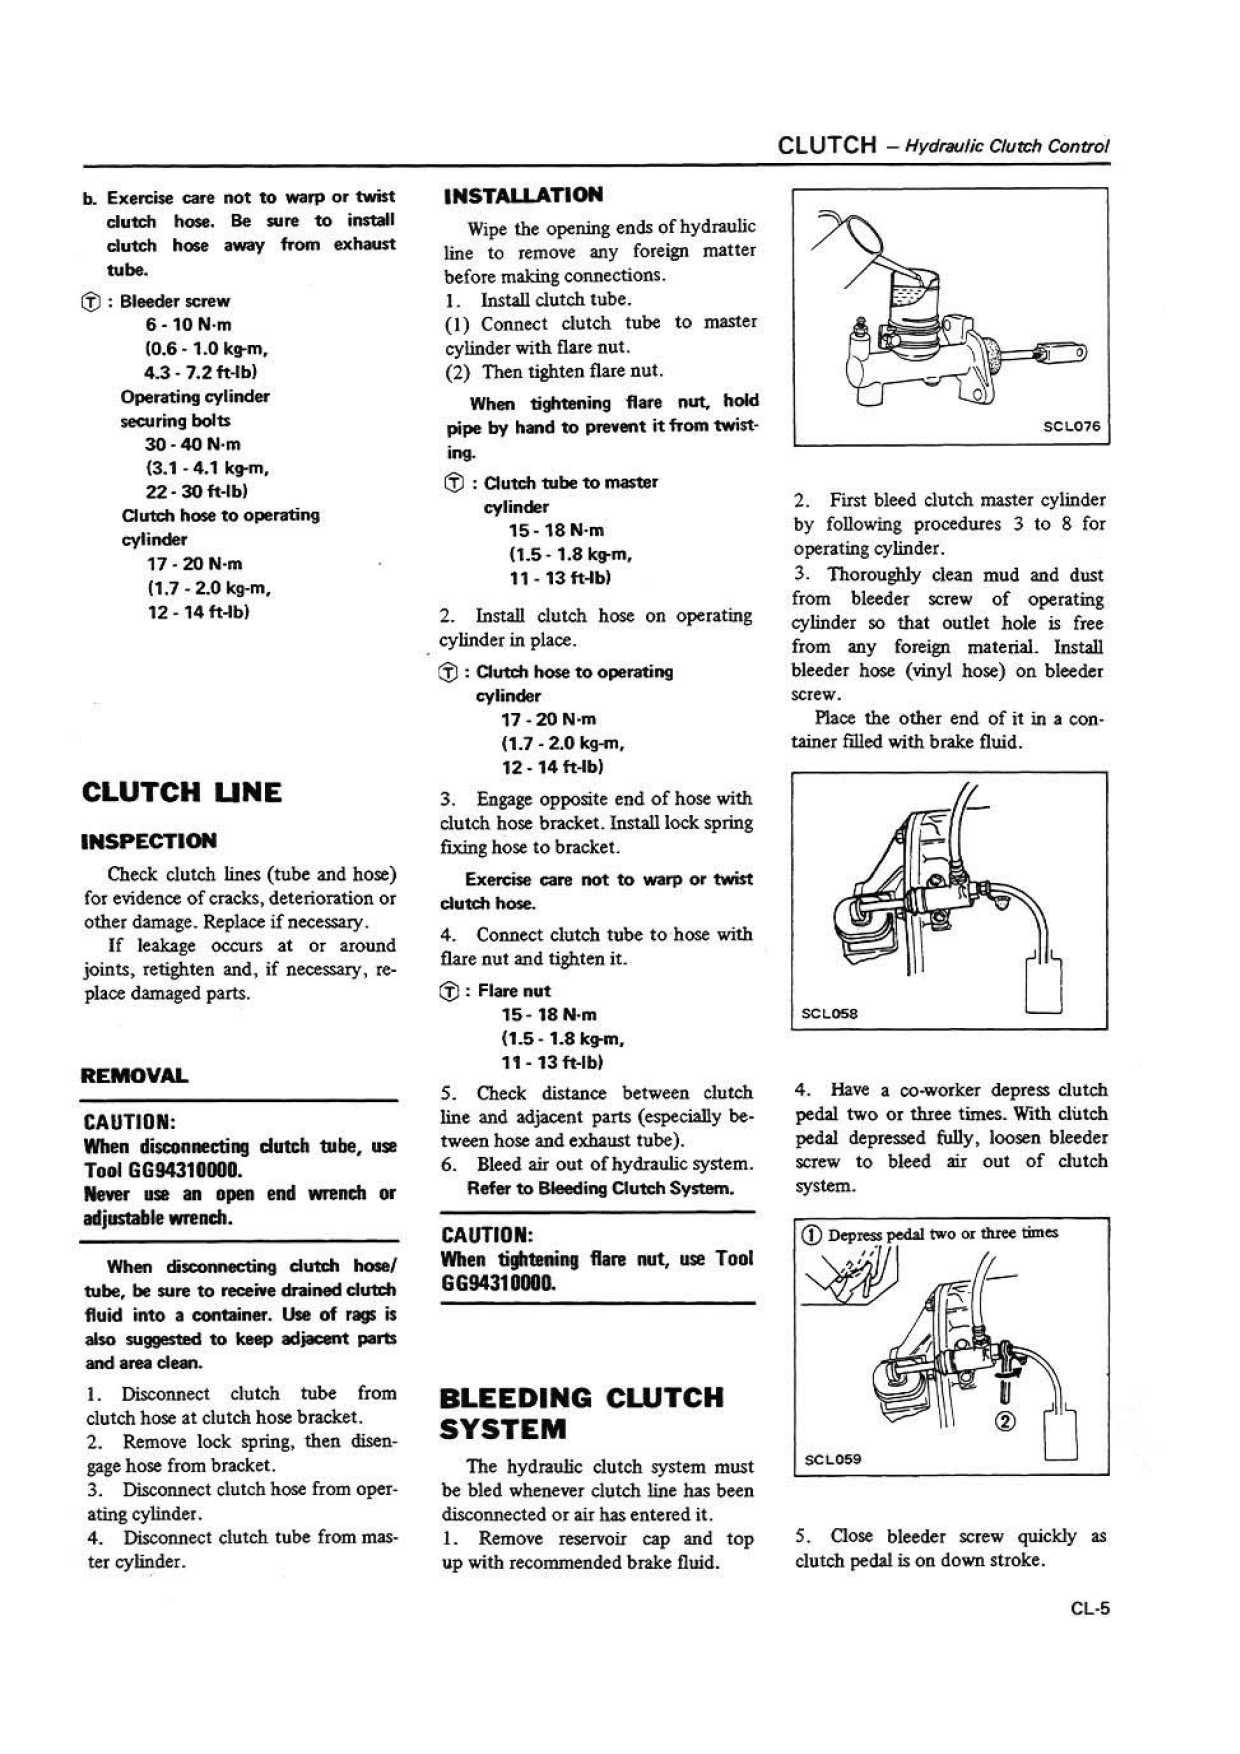 CLUTCH – Hydraulic Clutch Control
b. Exercise care not to warp or twist
clutch hose. Be sure to install
clutch hose away from exhaust
tube.
Ⓣ : Bleeder screw
6 - 10 N·m
(0.6 - 1.0 kg-m,
4.3 - 7.2 ft-lb)
Operating cylinder
securing bolts
30 - 40 N·m
(3.1 - 4.1 kg-m,
22 - 30 ft-lb)
Clutch hose to operating
cylinder
17 - 20 N·m
(1.7 - 2.0 kg-m,
12 - 14 ft-lb)
CLUTCH LINE
INSPECTION
Check clutch lines (tube and hose)
for evidence of cracks, deterioration or
other damage. Replace if necessary.
If leakage occurs at or around
joints, retighten and, if necessary, re-
place damaged parts.
REMOVAL
CAUTION:
When disconnecting clutch tube, use
Tool GG94310000.
Never use an open end wrench or
adjustable wrench.
When disconnecting clutch hose/
tube, be sure to receive drained clutch
fluid into a container. Use of rags is
also suggested to keep adjacent parts
and area clean.
1. Disconnect clutch tube from
clutch hose at clutch hose bracket.
2. Remove lock spring, then disen-
gage hose from bracket.
3. Disconnect clutch hose from oper-
ating cylinder.
4. Disconnect clutch tube from mas-
ter cylinder.
INSTALLATION
Wipe the opening ends of hydraulic
line to remove any foreign matter
before making connections.
1. Install clutch tube.
(1) Connect clutch tube to master
cylinder with flare nut.
(2) Then tighten flare nut.
When tightening flare nut, hold
pipe by hand to prevent it from twist-
ing.
Ⓣ : Clutch tube to master
cylinder
15 - 18 N·m
(1.5 - 1.8 kg-m,
11 - 13 ft-lb)
2. Install clutch hose on operating
cylinder in place.
Ⓣ : Clutch hose to operating
cylinder
17 - 20 N·m
(1.7 - 2.0 kg-m,
12 - 14 ft-lb)
3. Engage opposite end of hose with
clutch hose bracket. Install lock spring
fixing hose to bracket.
Exercise care not to warp or twist
clutch hose.
4. Connect clutch tube to hose with
flare nut and tighten it.
Ⓣ : Flare nut
15 - 18 N·m
(1.5 - 1.8 kg-m,
11 - 13 ft-lb)
5. Check distance between clutch
line and adjacent parts (especially be-
tween hose and exhaust tube).
6. Bleed air out of hydraulic system.
Refer to Bleeding Clutch System.
CAUTION:
When tightening flare nut, use Tool
GG94310000.
BLEEDING CLUTCH
SYSTEM
The hydraulic clutch system must
be bled whenever clutch line has been
disconnected or air has entered it.
1. Remove reservoir cap and top
up with recommended brake fluid.
SCL076
2. First bleed clutch master cylinder
by following procedures 3 to 8 for
operating cylinder.
3. Thoroughly clean mud and dust
from bleeder screw of operating
cylinder so that outlet hole is free
from any foreign material. Install
bleeder hose (vinyl hose) on bleeder
screw.
Place the other end of it in a con-
tainer filled with brake fluid.
SCL058
4. Have a co-worker depress clutch
pedal two or three times. With clutch
pedal depressed fully, loosen bleeder
screw to bleed air out of clutch
system.
① Depress pedal two or three times
②
SCL059
5. Close bleeder screw quickly as
clutch pedal is on down stroke.
CL-5